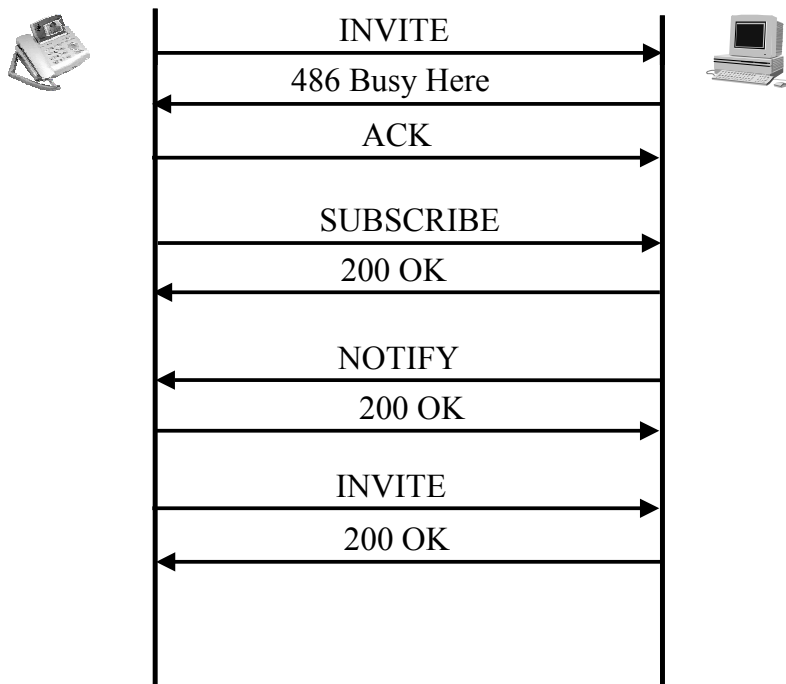 INVITE
486 Busy Here
ACK
SUBSCRIBE
200 OK
NOTIFY
200 OK
INVITE
200 OK